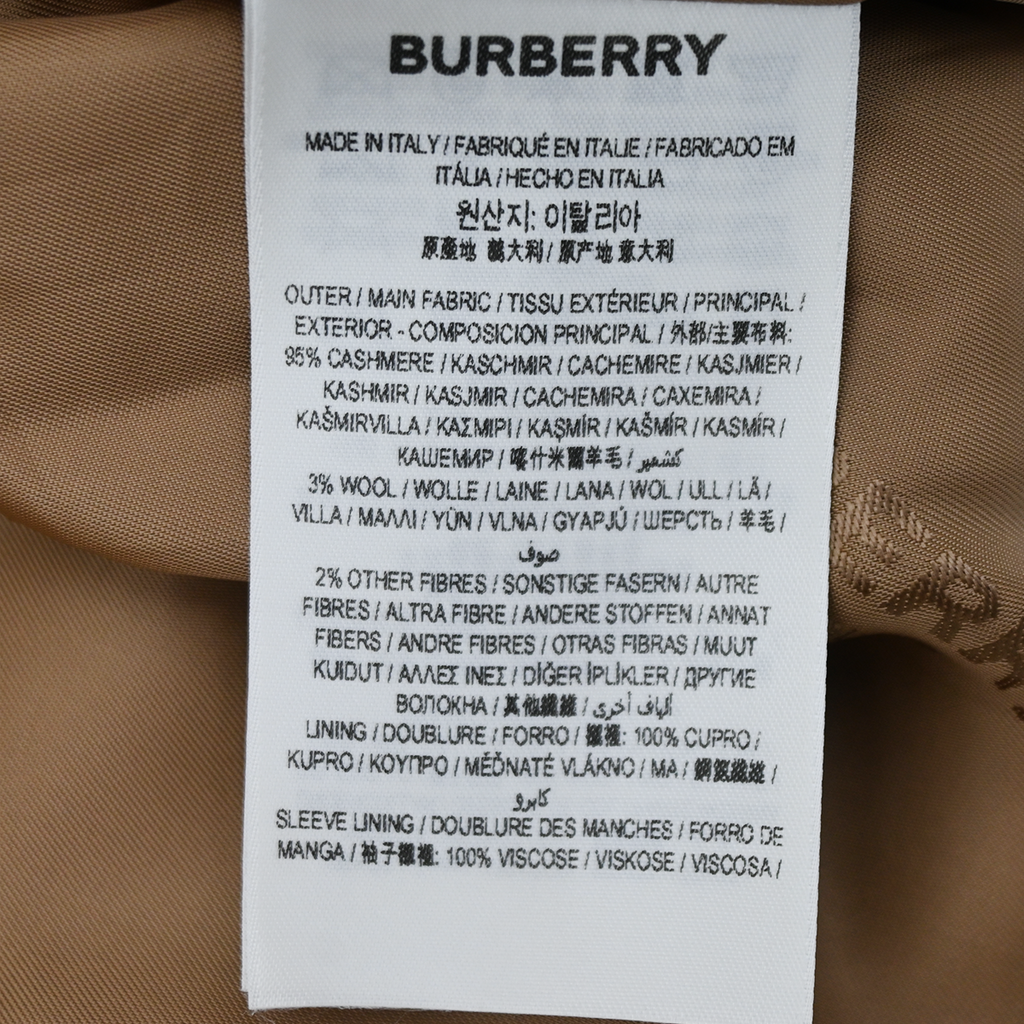 BURBERRY
MADE IN ITALY / FABRIQUÉ EN ITALIE / FABRICADO EM
ITÁLIA / HECHO EN ITALIA
원산지: 이탈리아
原產地 義大利 / 原产地 意大利
OUTER / MAIN FABRIC / TISSU EXTÉRIEUR / PRINCIPAL /
EXTERIOR - COMPOSICION PRINCIPAL / 外部/主要布料:
95% CASHMERE / KASCHMIR / CACHEMIRE / KASJMIER /
KASHMIR / KASJMIR / CACHEMIRA / CAXEMIRA /
KAŠMIRVILLA / ΚΑΣΜΙΡΙ / KAŞMİR / KAŠMÍR / KASMÍR /
КАШЕМИР / 喀什米爾羊毛 / كشمير
3% WOOL / WOLLE / LAINE / LANA / WOL / ULL / LÃ /
VILLA / ΜΑΛΛΙ / YÜN / VLNA / GYAPJÚ / ШЕРСТЬ / 羊毛 /
صوف
2% OTHER FIBRES / SONSTIGE FASERN / AUTRE
FIBRES / ALTRA FIBRE / ANDERE STOFFEN / ANNAT
FIBERS / ANDRE FIBRES / OTRAS FIBRAS / MUUT
KUIDUT / ΑΛΛΕΣ ΙΝΕΣ / DİĞER İPLİKLER / ДРУГИЕ
ВОЛОКНА / 其他纖維 / ألياف أخرى
LINING / DOUBLURE / FORRO / 襯裡: 100% CUPRO /
KUPRO / ΚΟΥΠΡΟ / MĚĎNATÉ VLÁKNO / MA / 銅氨纖維 /
كابرو
SLEEVE LINING / DOUBLURE DES MANCHES / FORRO DE
MANGA / 袖子襯裡: 100% VISCOSE / VISKOSE / VISCOSA /